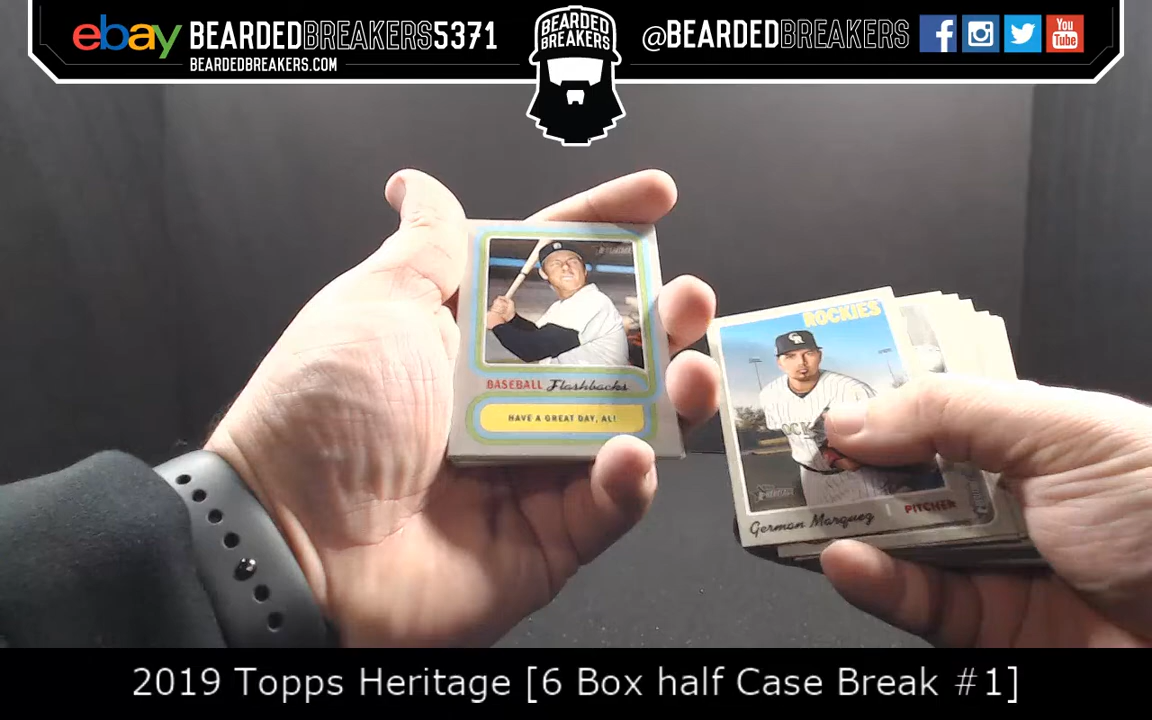 ebay BEARDEDBREAKERS5371
BEARDEDBREAKERS.COM
BEARDED
BREAKERS
@BEARDEDBREAKERS
You
Tube
BASEBALL Flashbacks
HAVE A GREAT DAY, AL!
ROCKIES
German Marquez PITCHER
2019 Topps Heritage [6 Box half Case Break #1]